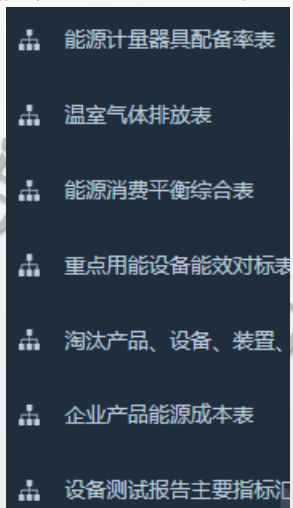 能源计量器具配备率表
温室气体排放表
能源消费平衡综合表
重点用能设备能效对标表
淘汰产品、设备、装置、
企业产品能源成本表
设备测试报告主要指标汇